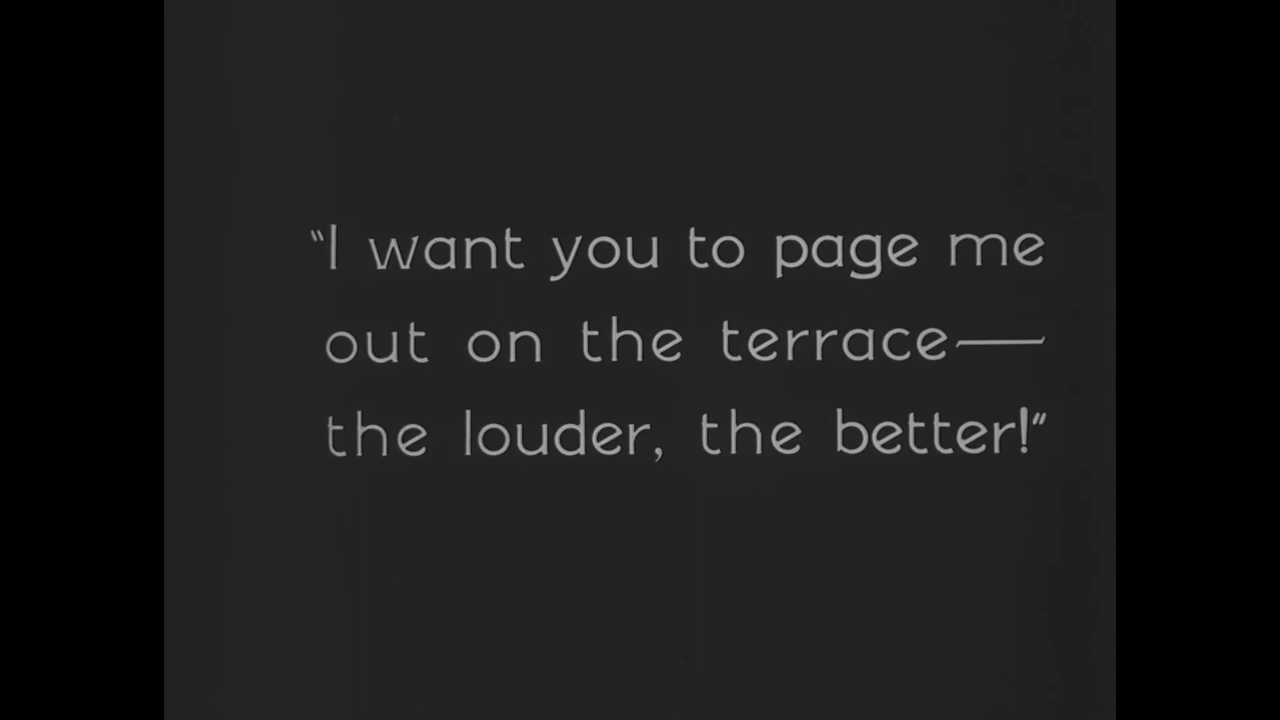 "I want you to page me
out on the terrace—
the louder, the better!"